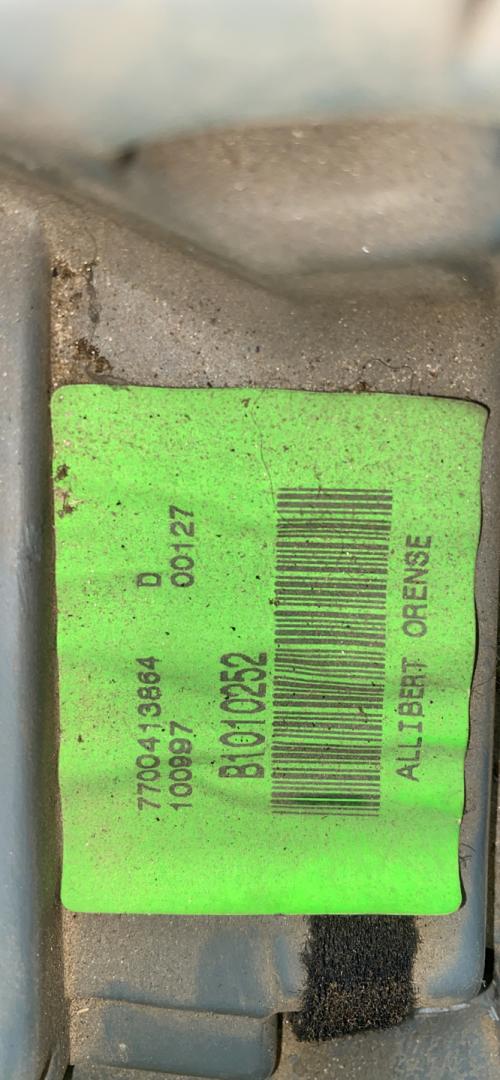 7700413864 D
100997 00127
B1010252
ALLIBERT ORENSE